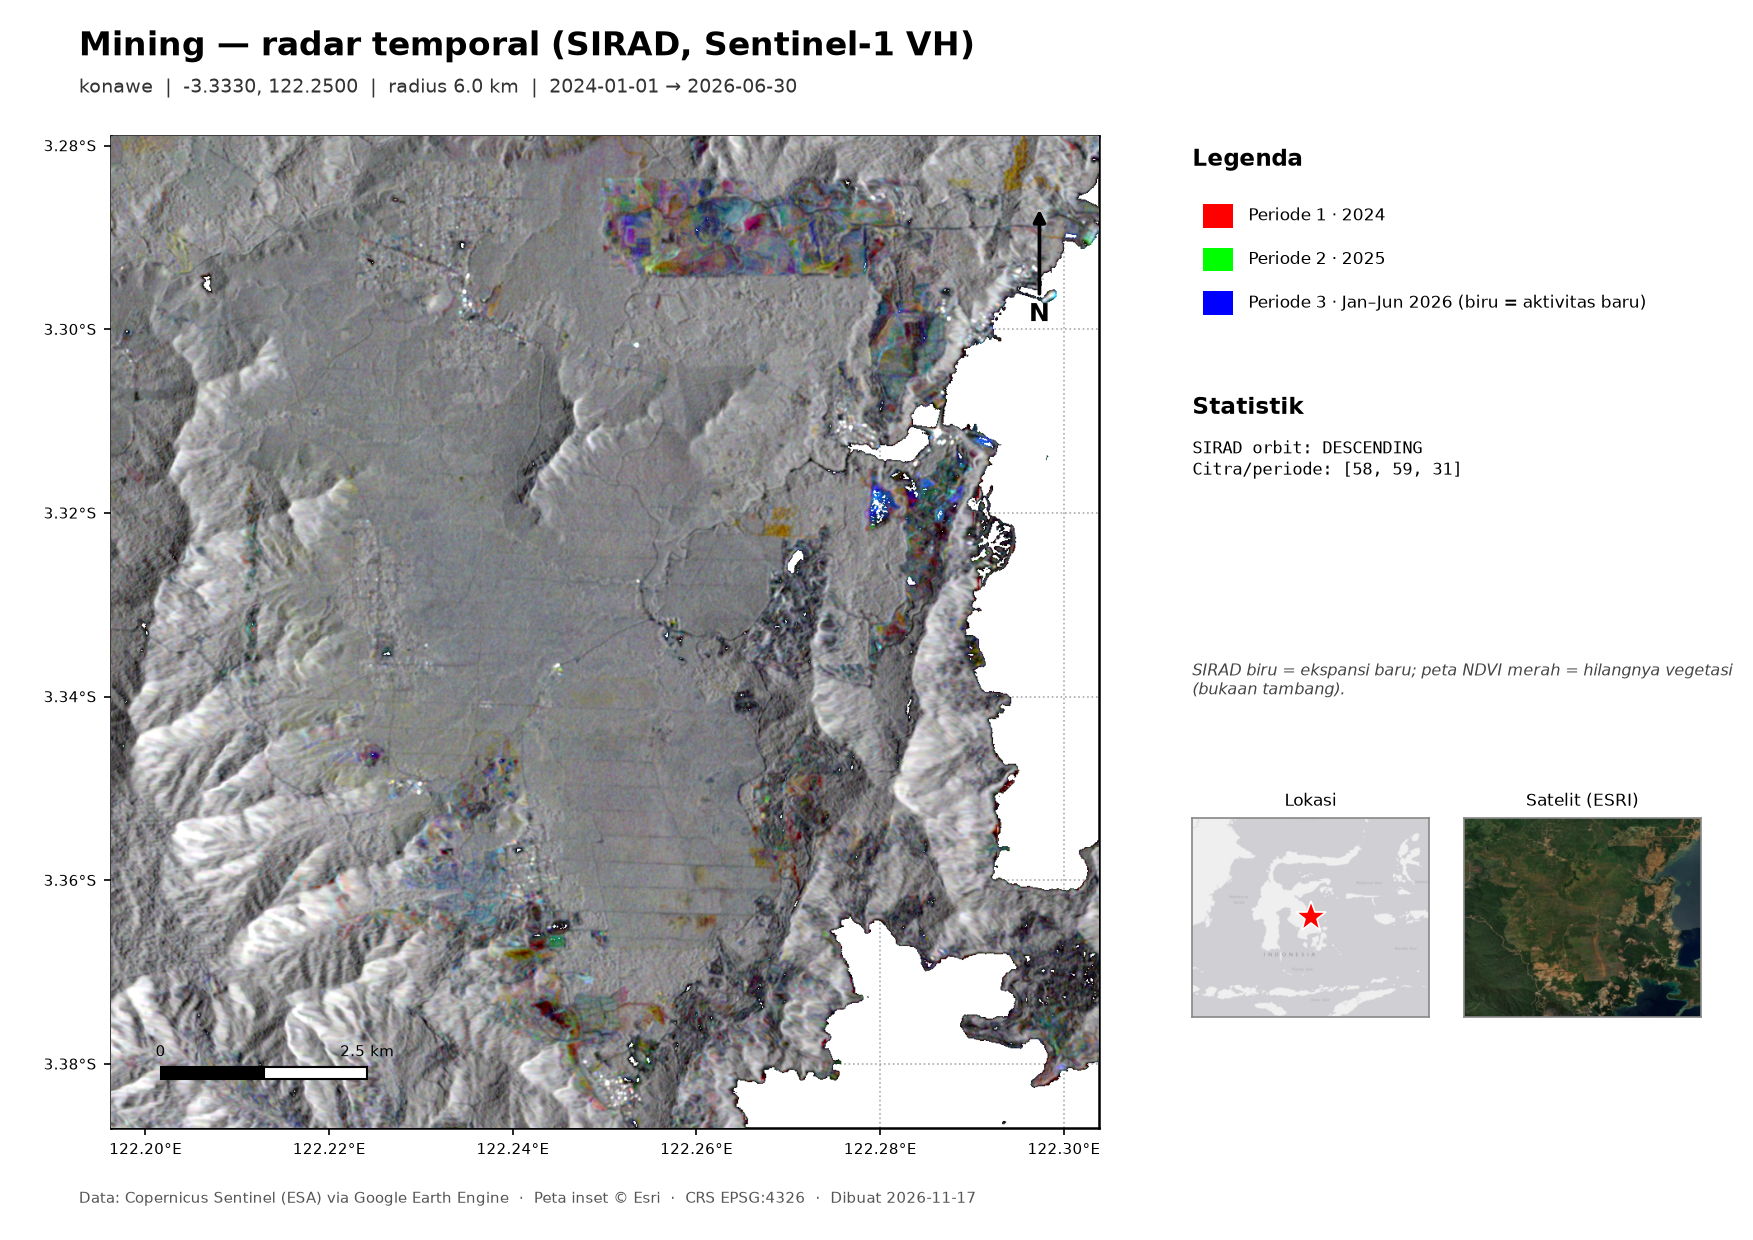 Mining — radar temporal (SIRAD, Sentinel-1 VH)
konawe | -3.3330, 122.2500 | radius 6.0 km | 2024-01-01 → 2026-06-30
3.28°S
3.30°S
3.32°S
3.34°S
3.36°S
3.38°S
N
0 2.5 km
122.20°E 122.22°E 122.24°E 122.26°E 122.28°E 122.30°E
Legenda
Periode 1 · 2024
Periode 2 · 2025
Periode 3 · Jan–Jun 2026 (biru = aktivitas baru)
Statistik
SIRAD orbit: DESCENDING
Citra/periode: [58, 59, 31]
SIRAD biru = ekspansi baru; peta NDVI merah = hilangnya vegetasi
(bukaan tambang).
Lokasi
INDONESIA
Satelit (ESRI)
Data: Copernicus Sentinel (ESA) via Google Earth Engine · Peta inset © Esri · CRS EPSG:4326 · Dibuat 2026-11-17